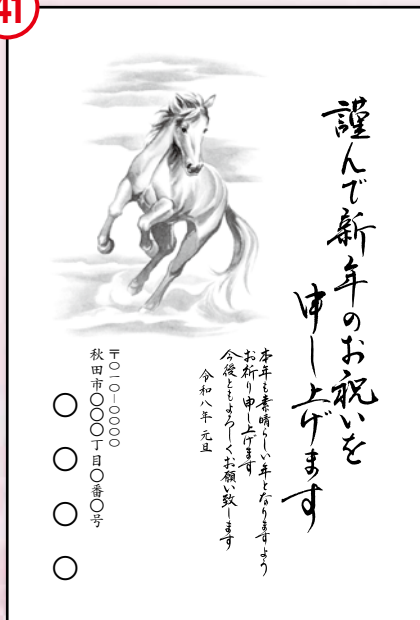 41
謹んで新年のお祝いを
申し上げます
本年も素晴らしい年となりますよう
お祈り申し上げます
今後ともよろしくお願い致します
令和八年 元旦
〒〇一〇-〇〇〇〇
秋田市〇〇〇丁目〇番〇号
〇〇〇〇